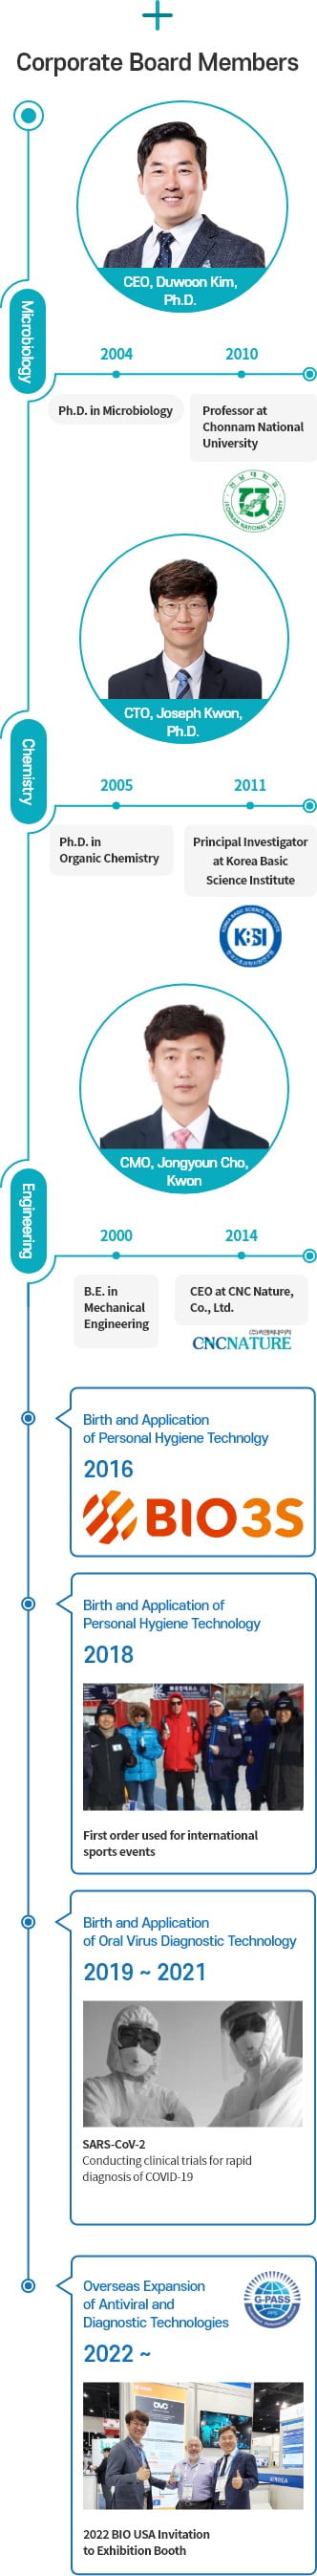 Corporate Board Members
CEO, Duwoon Kim,
Ph.D.
Microbiology
2004
2010
Ph.D. in Microbiology
Professor at
Chonnam National
University
CTO, Joseph Kwon,
Ph.D.
Chemistry
2005
2011
Ph.D. in
Organic Chemistry
Principal Investigator
at Korea Basic
Science Institute
KBSI
CMO, Jongyoun Cho,
Kwon
Engineering
2000
2014
B.E. in
Mechanical
Engineering
CEO at CNC Nature,
Co., Ltd.
CNCNATURE
Birth and Application
of Personal Hygiene Technolgy
2016
BIO3S
Birth and Application of
Personal Hygiene Technology
2018
First order used for international
sports events
Birth and Application
of Oral Virus Diagnostic Technology
2019 ~ 2021
SARS-CoV-2
Conducting clinical trials for rapid
diagnosis of COVID-19
Overseas Expansion
of Antiviral and
Diagnostic Technologies
G-PASS
2022 ~
2022 BIO USA Invitation
to Exhibition Booth